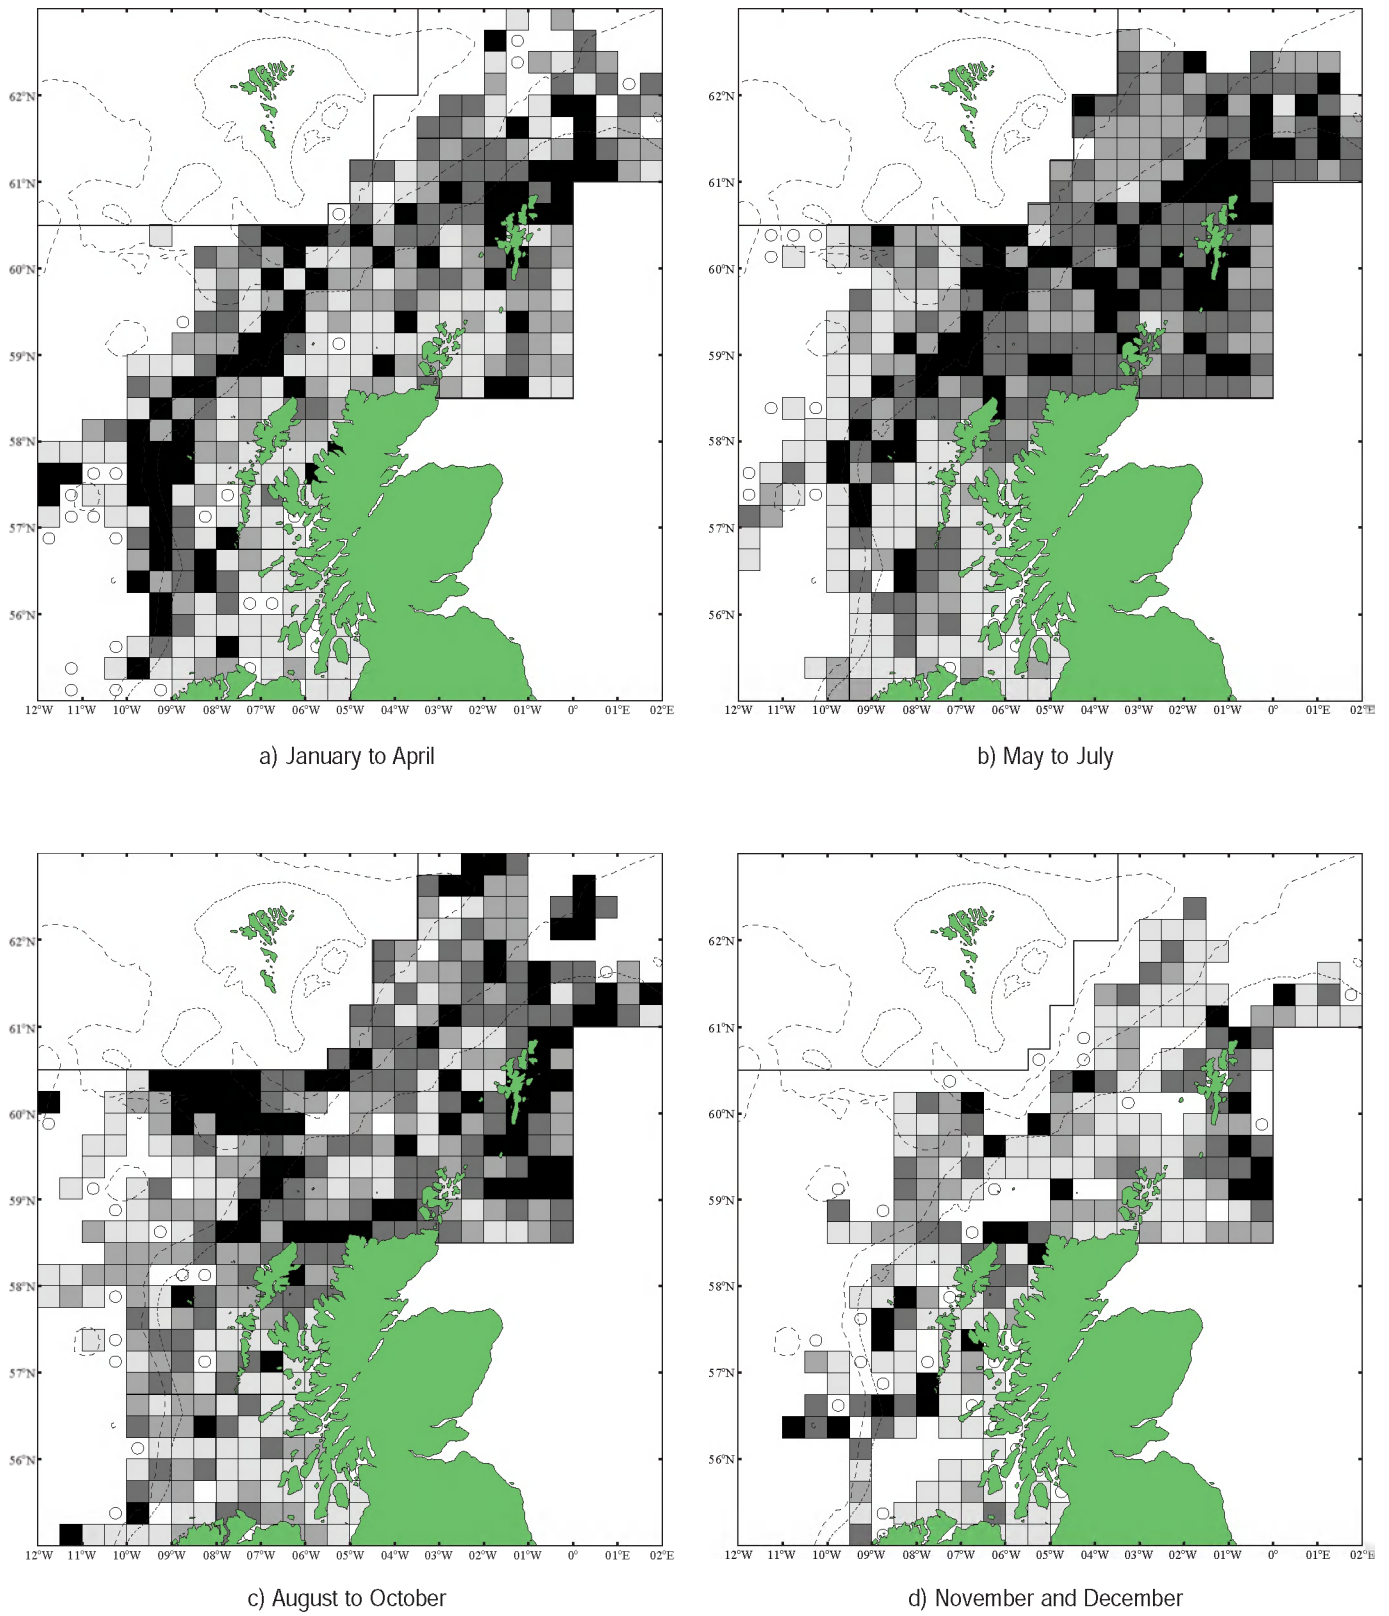 62°N
61°N
60°N
59°N
58°N
57°N
56°N
12°W 11°W 10°W 09°W 08°W 07°W 06°W 05°W 04°W 03°W 02°W 01°W 0° 01°E 02°E
a) January to April
62°N
61°N
60°N
59°N
58°N
57°N
56°N
12°W 11°W 10°W 09°W 08°W 07°W 06°W 05°W 04°W 03°W 02°W 01°W 0° 01°E 02°E
b) May to July
62°N
61°N
60°N
59°N
58°N
57°N
56°N
12°W 11°W 10°W 09°W 08°W 07°W 06°W 05°W 04°W 03°W 02°W 01°W 0° 01°E 02°E
c) August to October
62°N
61°N
60°N
59°N
58°N
57°N
56°N
12°W 11°W 10°W 09°W 08°W 07°W 06°W 05°W 04°W 03°W 02°W 01°W 0° 01°E 02°E
d) November and December